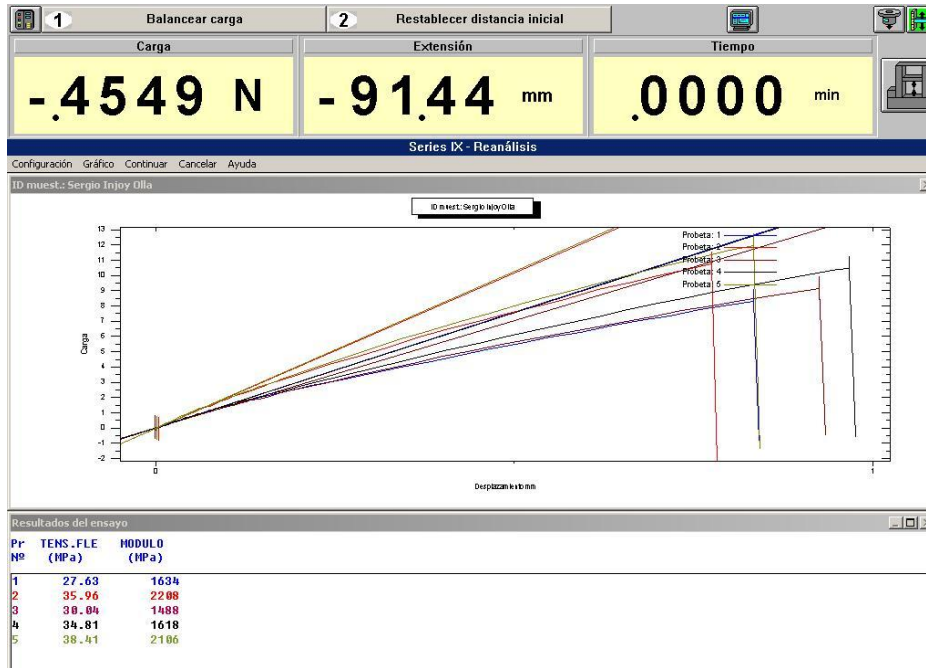 1 Balancear carga 2 Restablecer distancia inicial
Carga Extensión Tiempo
-.4549 N -91.44 mm .0000 min
Series IX - Reanálisis
Configuración Gráfico Continuar Cancelar Ayuda
ID muest.: Sergio Injoy Olla
ID muest.: Sergio Injoy Olla
13
12
11
10
9
8
7
6
5
4
3
2
1
0
-1
-2
Carga
Probeta: 1
Probeta: 2
Probeta: 3
Probeta: 4
Probeta: 5
0 1
Desplazamiento mm
Resultados del ensayo
Pr TENS.FLE MODULO
Nº (MPa) (MPa)
1 27.63 1634
2 35.96 2208
3 30.04 1488
4 34.81 1618
5 38.41 2106